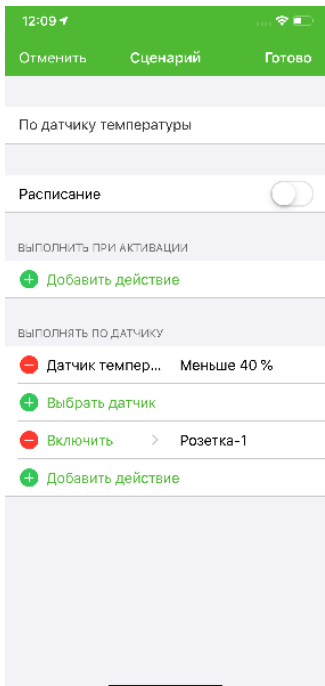 12:09
Отменить Сценарий Готово
По датчику температуры
Расписание
ВЫПОЛНИТЬ ПРИ АКТИВАЦИИ
Добавить действие
ВЫПОЛНЯТЬ ПО ДАТЧИКУ
Датчик темпер... Меньше 40 %
Выбрать датчик
Включить Розетка-1
Добавить действие